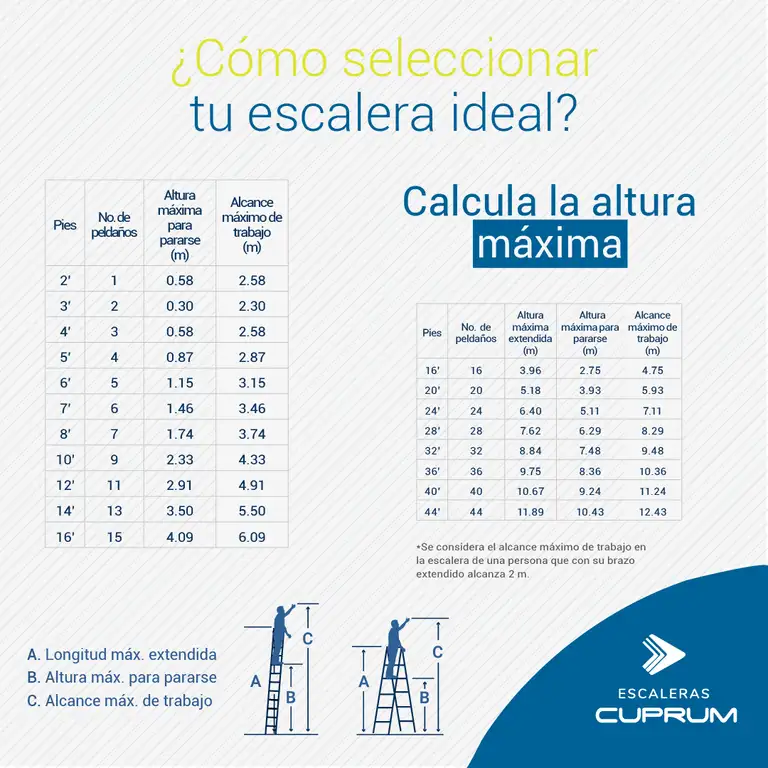 ¿Cómo seleccionar
tu escalera ideal?
Pies No. de peldaños Altura máxima para pararse (m) Alcance máximo de trabajo (m)
2' 1 0.58 2.58
3' 2 0.30 2.30
4' 3 0.58 2.58
5' 4 0.87 2.87
6' 5 1.15 3.15
7' 6 1.46 3.46
8' 7 1.74 3.74
10' 9 2.33 4.33
12' 11 2.91 4.91
14' 13 3.50 5.50
16' 15 4.09 6.09
Calcula la altura
máxima
Pies No. de peldaños Altura máxima extendida (m) Altura máxima para pararse (m) Alcance máximo de trabajo (m)
16' 16 3.96 2.75 4.75
20' 20 5.18 3.93 5.93
24' 24 6.40 5.11 7.11
28' 28 7.62 6.29 8.29
32' 32 8.84 7.48 9.48
36' 36 9.75 8.36 10.36
40' 40 10.67 9.24 11.24
44' 44 11.89 10.43 12.43
*Se considera el alcance máximo de trabajo en
la escalera de una persona que con su brazo
extendido alcanza 2 m.
A. Longitud máx. extendida
B. Altura máx. para pararse
C. Alcance máx. de trabajo
A B C
A B C
ESCALERAS
CUPRUM